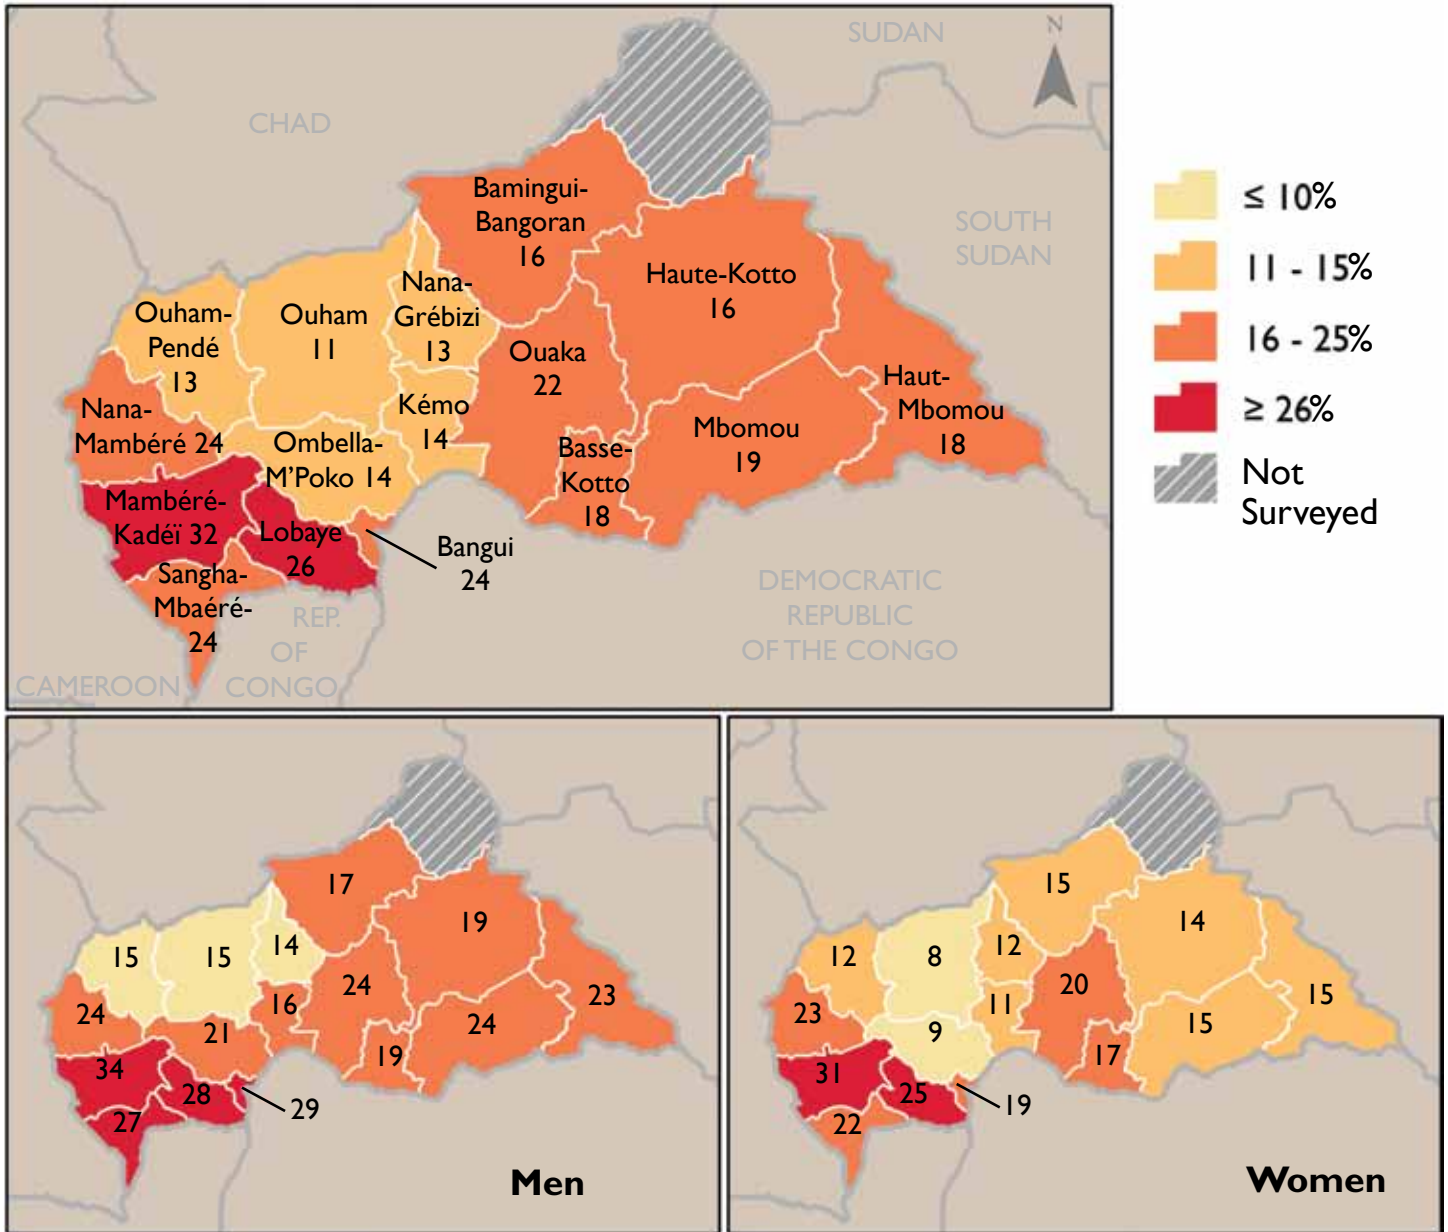 SUDAN
N
CHAD
SOUTH
SUDAN
Bamingui-
Bangoran
16
Haute-Kotto
16
Nana-
Grébizi
13
Ouham-
Pendé
13
Ouham
11
Ouaka
22
Haut-
Mbomou
18
Kémo
14
Nana-
Mambéré 24
Ombella-
M'Poko 14
Mbomou
19
Basse-
Kotto
18
Mambéré-
Kadéï 32
Lobaye
26
Bangui
24
Sangha-
Mbaéré-
24
DEMOCRATIC
REPUBLIC
OF THE CONGO
REP.
OF
CONGO
CAMEROON
≤ 10%
11 - 15%
16 - 25%
≥ 26%
Not
Surveyed
17
19
15
15
14
24
23
24
16
21
24
19
34
28
29
27
Men
15
14
12
8
12
20
15
23
11
15
9
17
31
25
19
22
Women